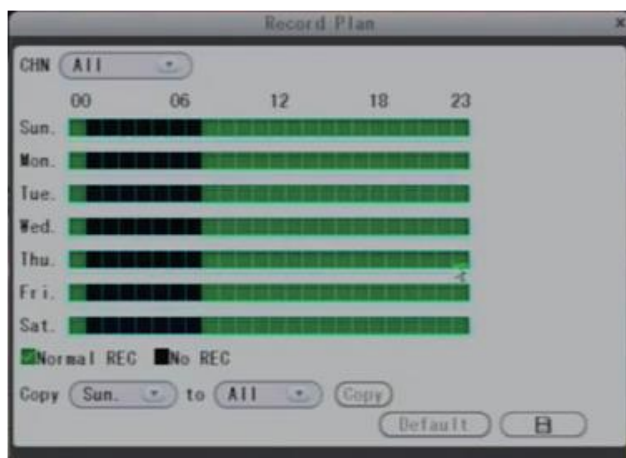 Record Plan ×
CHN All
00 06 12 18 23
Sun.
Mon.
Tue.
Wed.
Thu.
Fri.
Sat.
Normal REC No REC
Copy Sun. to All Copy
Default